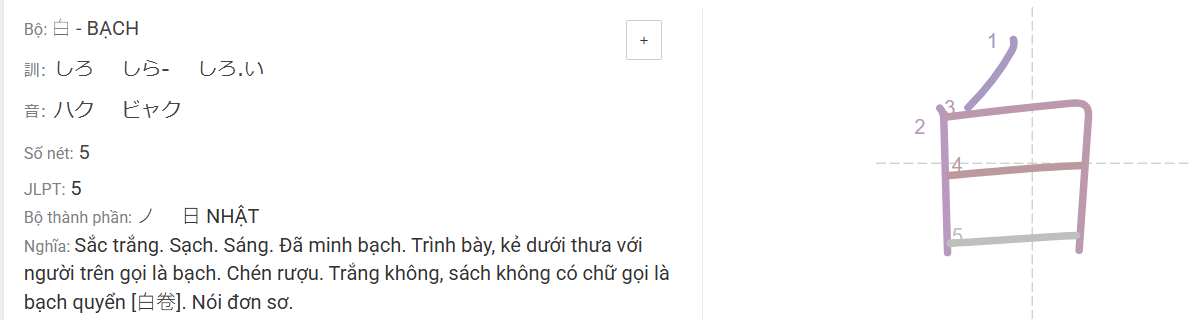 Bộ: 白 - BẠCH
+
訓: しろ しら- しろ.い
音: ハク ビャク
Số nét: 5
JLPT: 5
Bộ thành phần: ノ 日 NHẬT
Nghĩa: Sắc trắng. Sạch. Sáng. Đã minh bạch. Trình bày, kẻ dưới thưa với
người trên gọi là bạch. Chén rượu. Trắng không, sách không có chữ gọi là
bạch quyển [白卷]. Nói đơn sơ.
白
1
2
3
4
5